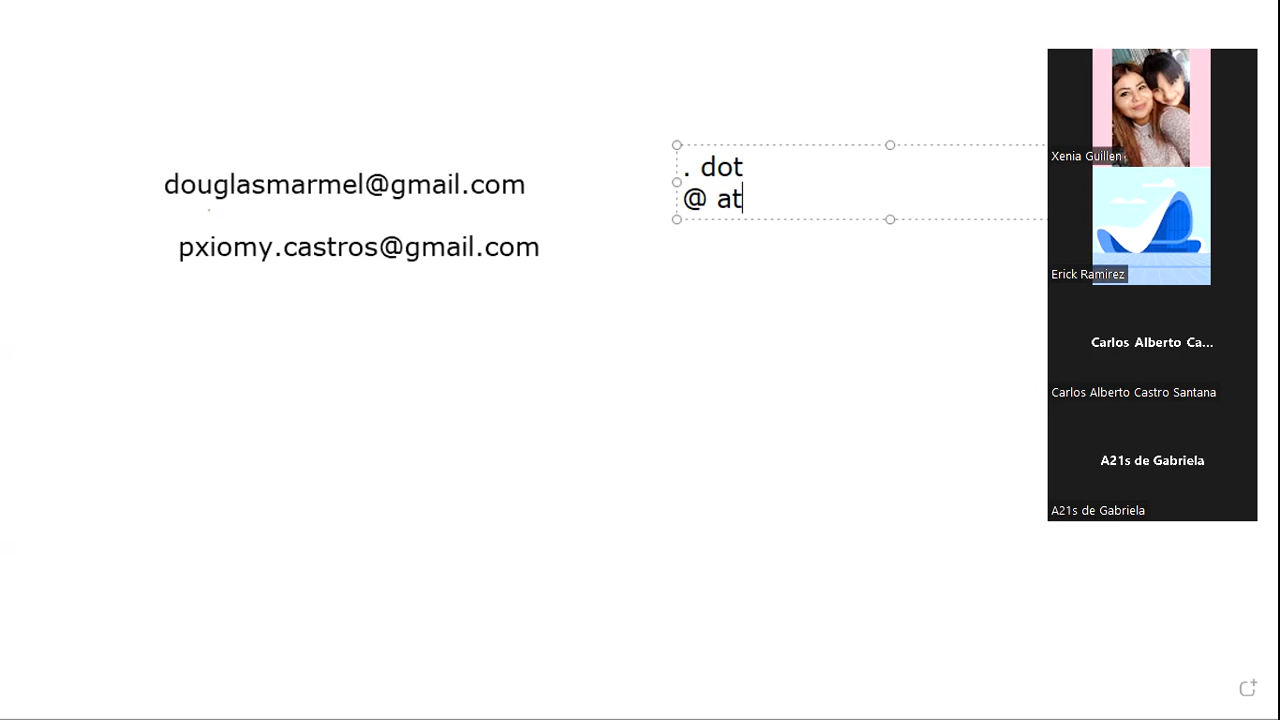 douglasmarmel@gmail.com
pxiomy.castros@gmail.com
. dot
@ at
Xenia Guillen
Erick Ramirez
Carlos Alberto Ca...
Carlos Alberto Castro Santana
A21s de Gabriela
A21s de Gabriela